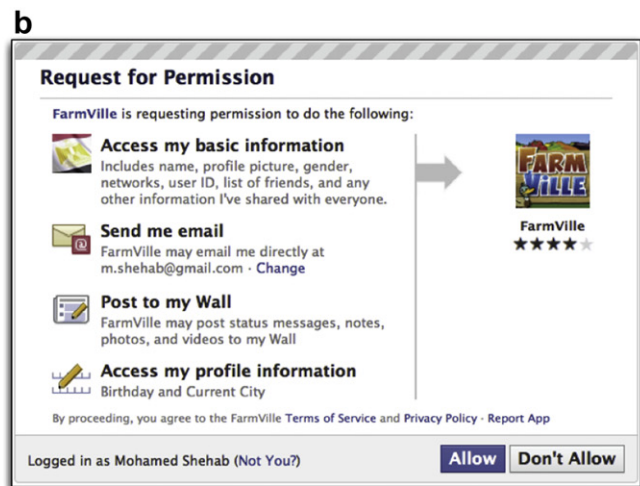 b
Request for Permission
FarmVille is requesting permission to do the following:
Access my basic information
Includes name, profile picture, gender,
networks, user ID, list of friends, and any
other information I've shared with everyone.
Send me email
FarmVille may email me directly at
m.shehab@gmail.com · Change
Post to my Wall
FarmVille may post status messages, notes,
photos, and videos to my Wall
Access my profile information
Birthday and Current City
FARM
VILLE
FarmVille
By proceeding, you agree to the FarmVille Terms of Service and Privacy Policy · Report App
Logged in as Mohamed Shehab (Not You?)
Allow
Don't Allow